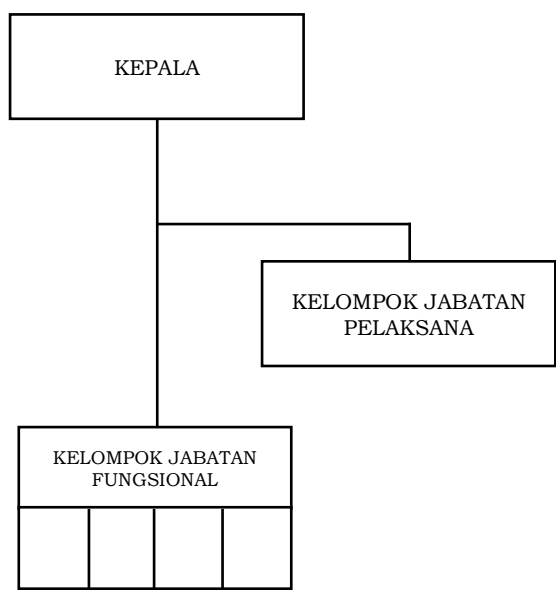 KEPALA
KELOMPOK JABATAN
PELAKSANA
KELOMPOK JABATAN
FUNGSIONAL